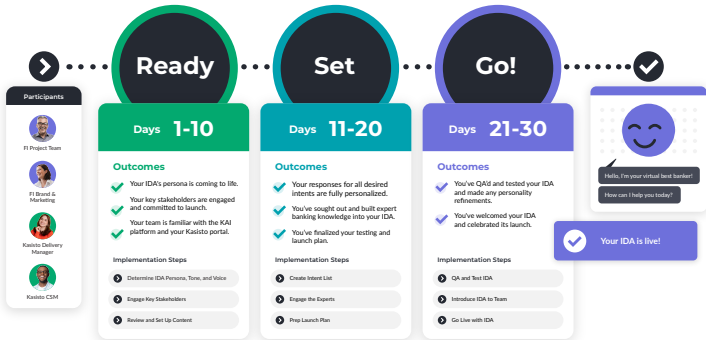 Ready
Set
Go!
Participants
FI Project Team
FI Brand &
Marketing
Kasisto Delivery
Manager
Kasisto CSM
Days 1-10
Outcomes
Your IDA's persona is coming to life.
Your key stakeholders are engaged
and committed to launch.
Your team is familiar with the KAI
platform and your Kasisto portal.
Implementation Steps
Determine IDA Persona, Tone, and Voice
Engage Key Stakeholders
Review and Set Up Content
Days 11-20
Outcomes
Your responses for all desired
intents are fully personalized.
You've sought out and built expert
banking knowledge into your IDA.
You've finalized your testing and
launch plan.
Implementation Steps
Create Intent List
Engage the Experts
Prep Launch Plan
Days 21-30
Outcomes
You've QA'd and tested your IDA
and made any personality
refinements.
You've welcomed your IDA
and celebrated its launch.
Implementation Steps
QA and Test IDA
Introduce IDA to Team
Go Live with IDA
Hello, I'm your virtual best banker!
How can I help you today?
Your IDA is live!